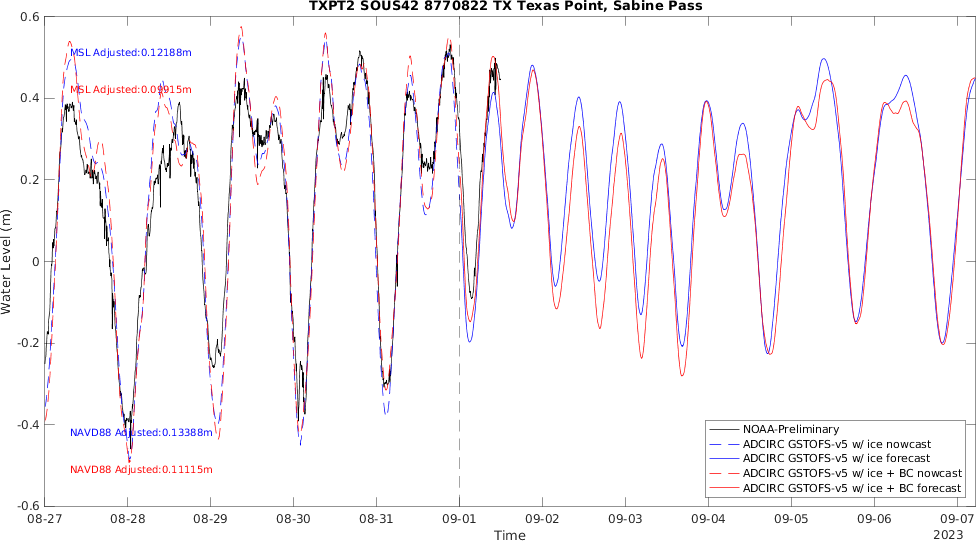 TXPT2 SOUS42 8770822 TX Texas Point, Sabine Pass
0.6
MSL Adjusted:0.12188m
0.4
MSL Adjusted:0.09915m
0.2
Water Level (m)
0
-0.2
-0.4
NAVD88 Adjusted:0.13388m
NAVD88 Adjusted:0.11115m
-0.6
NOAA-Preliminary
ADCIRC GSTOFS-v5 w/ ice nowcast
ADCIRC GSTOFS-v5 w/ ice forecast
ADCIRC GSTOFS-v5 w/ ice + BC nowcast
ADCIRC GSTOFS-v5 w/ ice + BC forecast
08-27 08-28 08-29 08-30 08-31 09-01 09-02 09-03 09-04 09-05 09-06 09-07
Time
2023